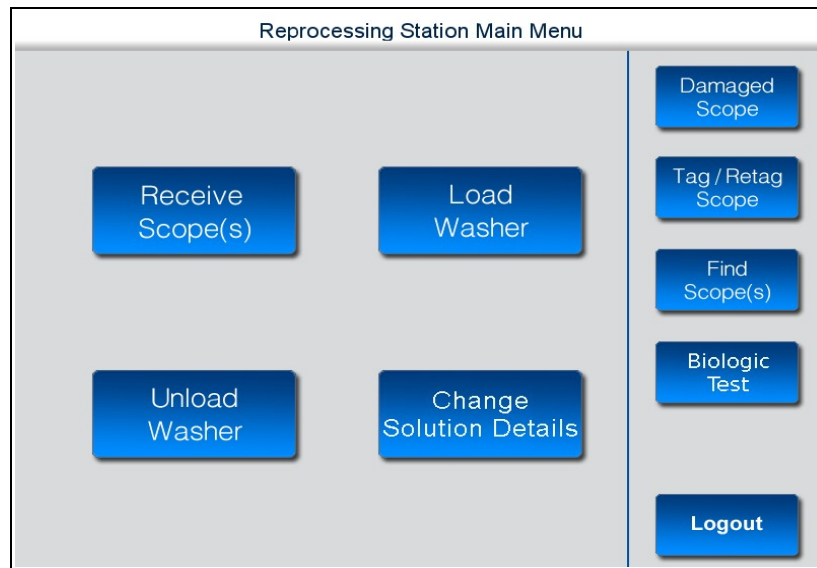 Reprocessing Station Main Menu
Receive
Scope(s)
Load
Washer
Unload
Washer
Change
Solution Details
Damaged
Scope
Tag / Retag
Scope
Find
Scope(s)
Biologic
Test
Logout